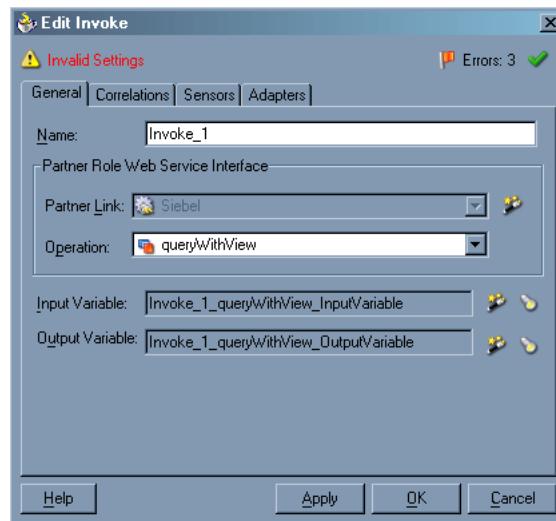 Edit Invoke
Invalid Settings Errors: 3
General Correlations Sensors Adapters
Name: Invoke_1
Partner Role Web Service Interface
Partner Link: Siebel
Operation: queryWithView
Input Variable: Invoke_1_queryWithView_InputVariable
Output Variable: Invoke_1_queryWithView_OutputVariable
Help Apply OK Cancel